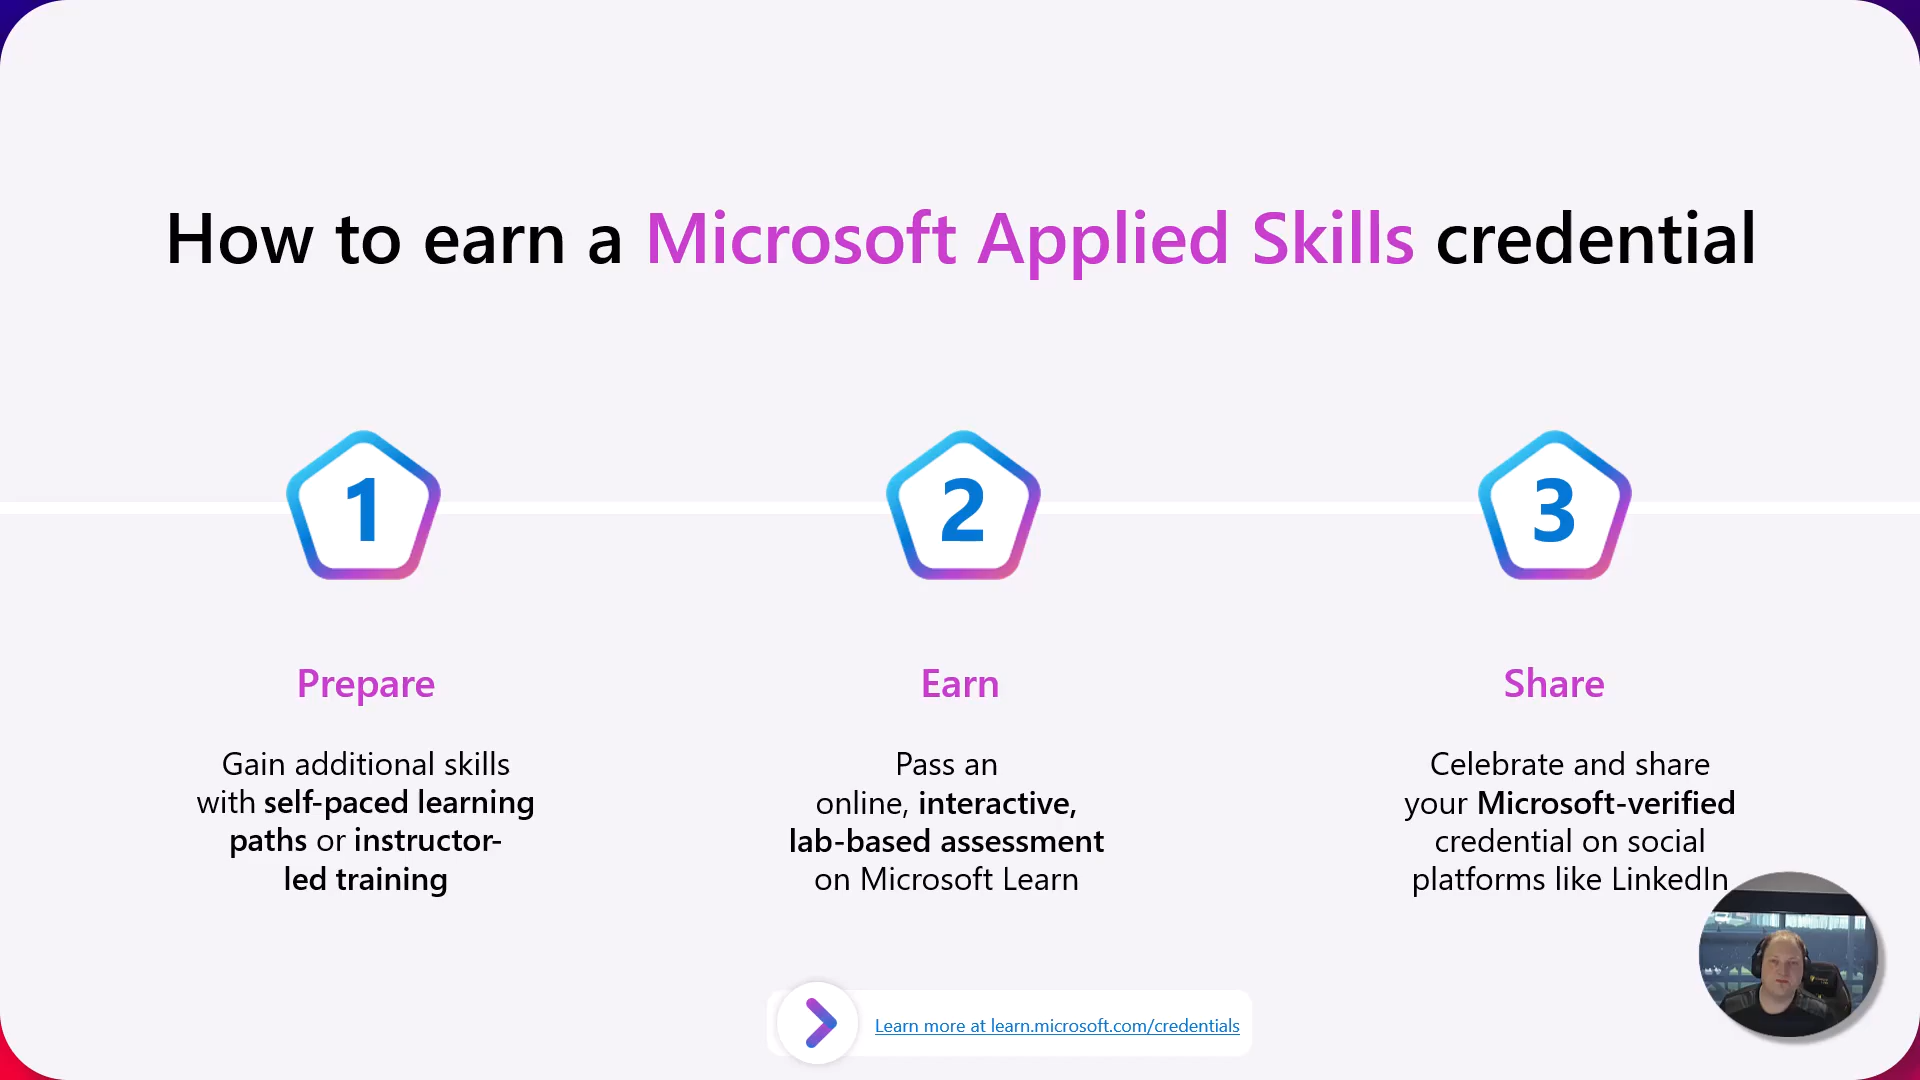 How to earn a Microsoft Applied Skills credential
1
2
3
Prepare
Gain additional skills
with self-paced learning
paths or instructor-
led training
Earn
Pass an
online, interactive,
lab-based assessment
on Microsoft Learn
Share
Celebrate and share
your Microsoft-verified
credential on social
platforms like LinkedIn
Learn more at learn.microsoft.com/credentials